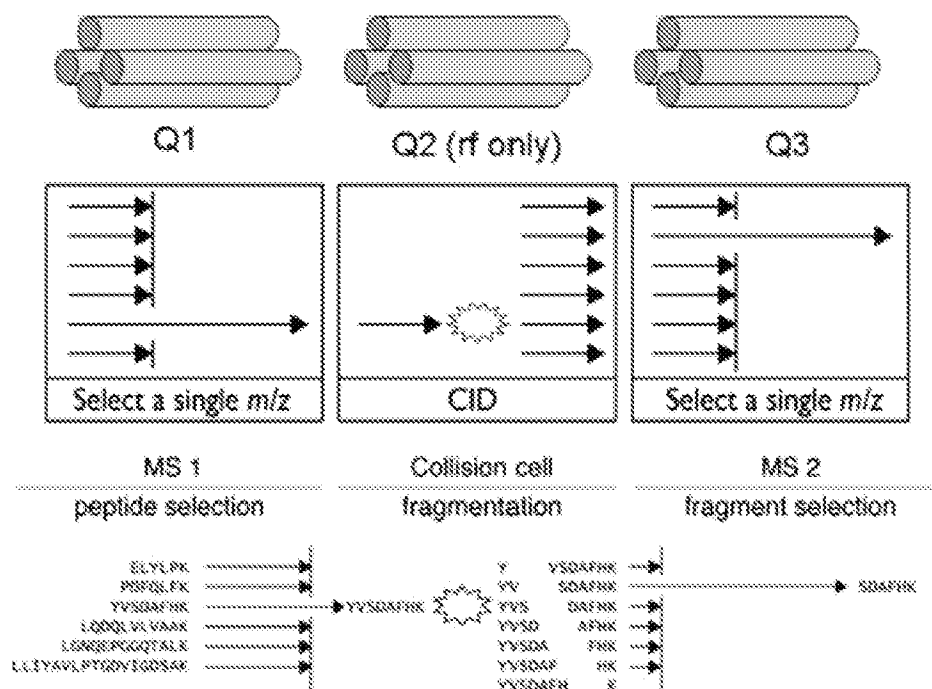 Q1 Q2 (rf only) Q3
Select a single m/z CID Select a single m/z
MS 1 Collision cell MS 2
peptide selection fragmentation fragment selection
ELYLPK Y VSDAFHK
PDFQLFK YV SDAFHK SDAFHK
YVSDAFHK YVSDAFHK YVS DAFHK
LQDQLVLVAAK YVSD AFHK
LGNQEPGGQTALK YVSDA FHK
LLIYAVLPTGDVIGDSAK YVSDAF HK
YVSDAFH K